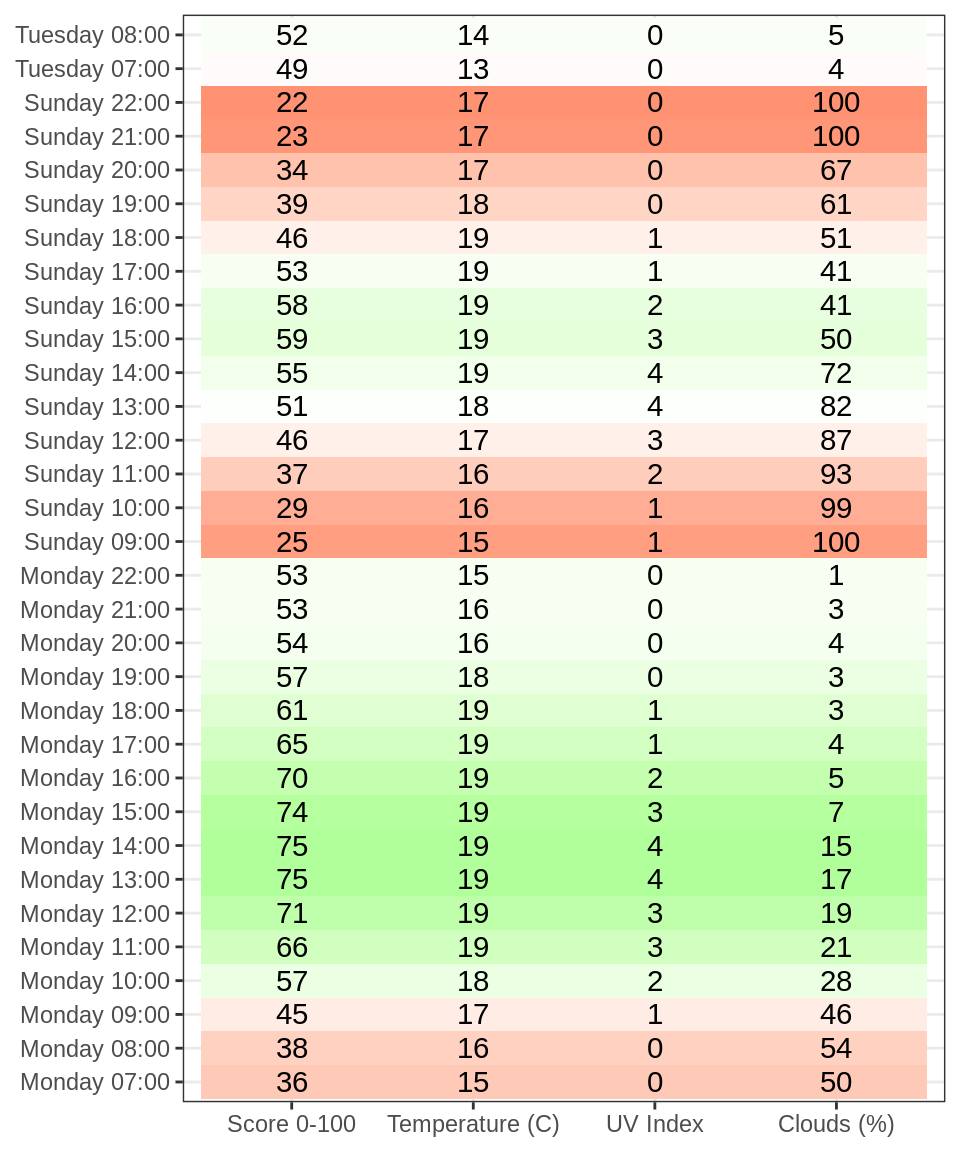 Tuesday 08:00 52 14 0 5
Tuesday 07:00 49 13 0 4
Sunday 22:00 22 17 0 100
Sunday 21:00 23 17 0 100
Sunday 20:00 34 17 0 67
Sunday 19:00 39 18 0 61
Sunday 18:00 46 19 1 51
Sunday 17:00 53 19 1 41
Sunday 16:00 58 19 2 41
Sunday 15:00 59 19 3 50
Sunday 14:00 55 19 4 72
Sunday 13:00 51 18 4 82
Sunday 12:00 46 17 3 87
Sunday 11:00 37 16 2 93
Sunday 10:00 29 16 1 99
Sunday 09:00 25 15 1 100
Monday 22:00 53 15 0 1
Monday 21:00 53 16 0 3
Monday 20:00 54 16 0 4
Monday 19:00 57 18 0 3
Monday 18:00 61 19 1 3
Monday 17:00 65 19 1 4
Monday 16:00 70 19 2 5
Monday 15:00 74 19 3 7
Monday 14:00 75 19 4 15
Monday 13:00 75 19 4 17
Monday 12:00 71 19 3 19
Monday 11:00 66 19 3 21
Monday 10:00 57 18 2 28
Monday 09:00 45 17 1 46
Monday 08:00 38 16 0 54
Monday 07:00 36 15 0 50
Score 0-100 Temperature (C) UV Index Clouds (%)